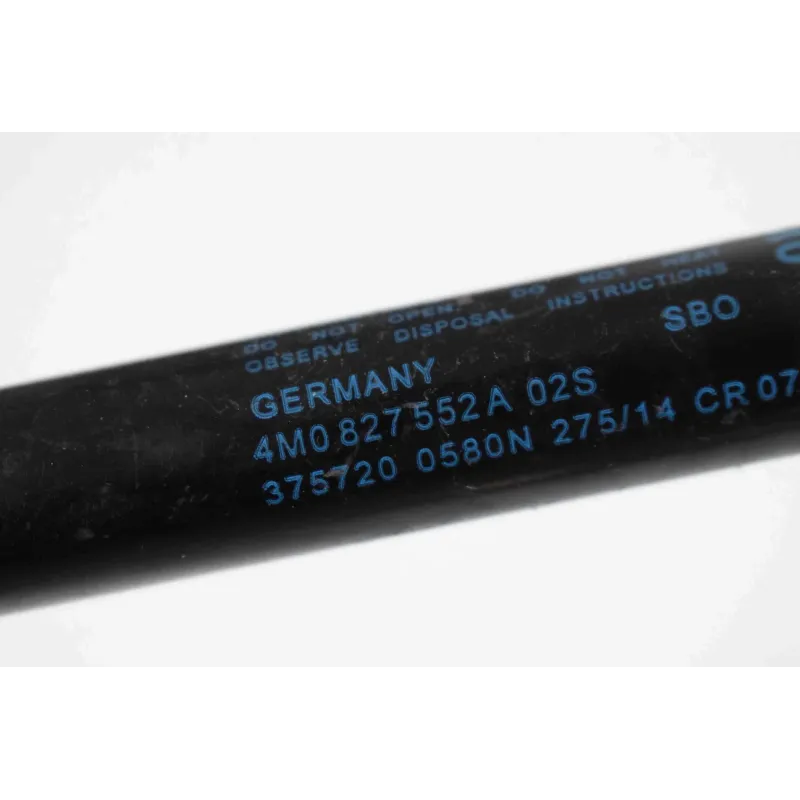 DO NOT OPEN. DO NOT HEAT
OBSERVE DISPOSAL INSTRUCTIONS
SBO
GERMANY
4M0 827 552 A 02S
375720 0580N 275/14 CR 07